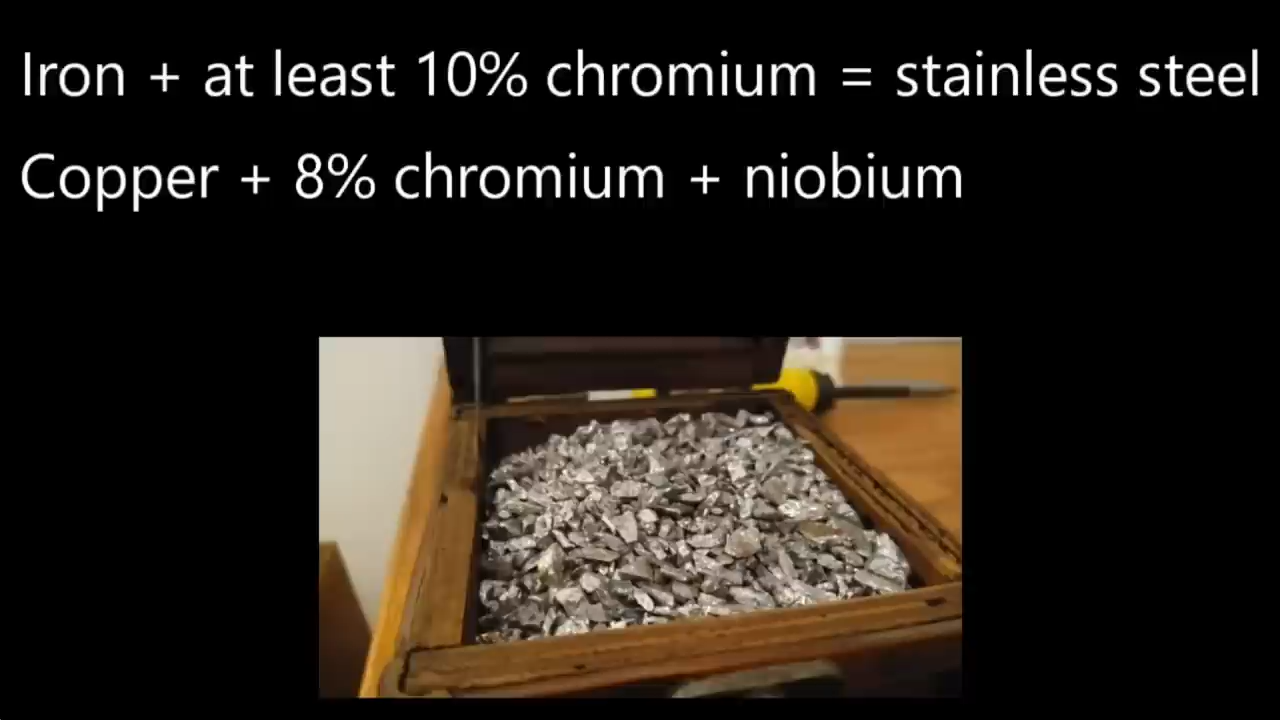 Iron + at least 10% chromium = stainless steel
Copper + 8% chromium + niobium